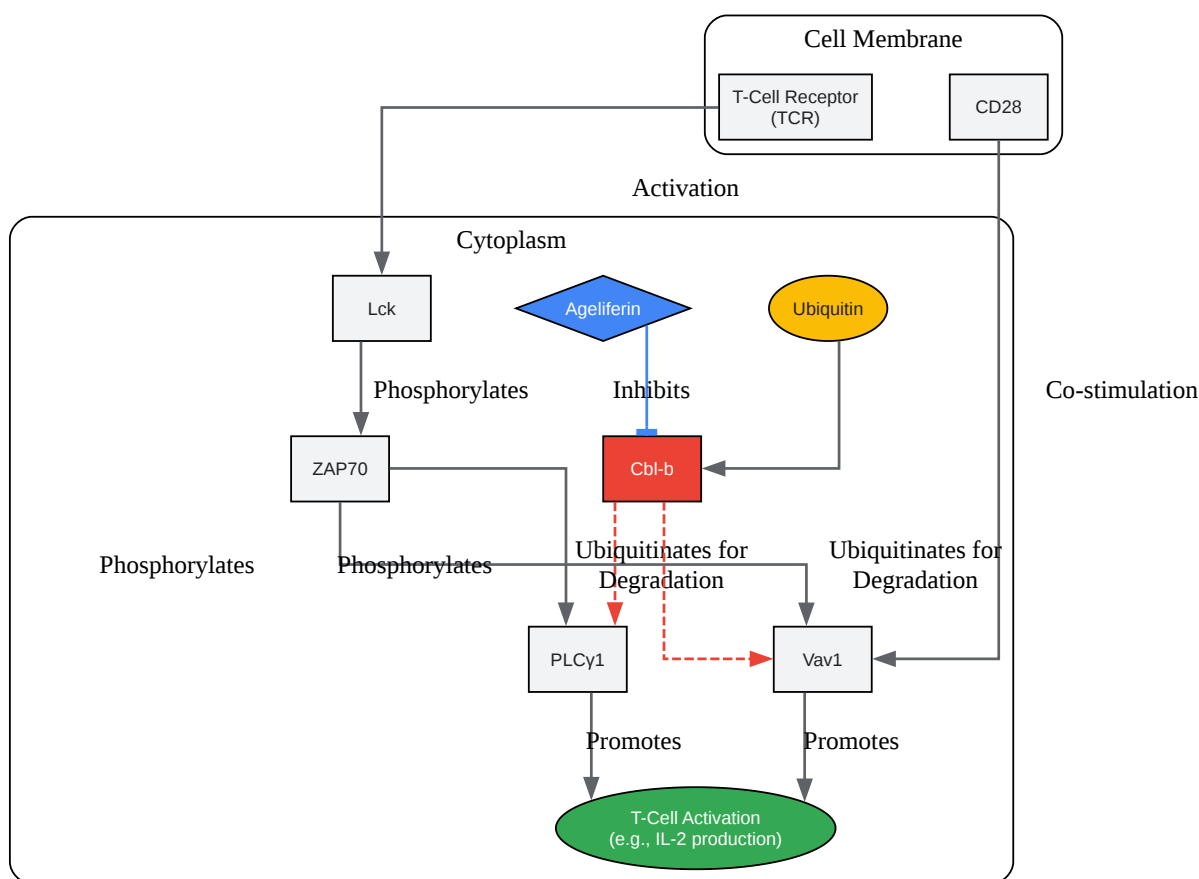 Cell Membrane
T-Cell Receptor
(TCR)
CD28
Activation
Cytoplasm
Lck
Ageliferin
Ubiquitin
Phosphorylates
Inhibits
Co-stimulation
ZAP70
Cbl-b
Phosphorylates
Phosphorylates
Ubiquitinates for
Degradation
Ubiquitinates for
Degradation
PLCγ1
Vav1
Promotes
Promotes
T-Cell Activation
(e.g., IL-2 production)